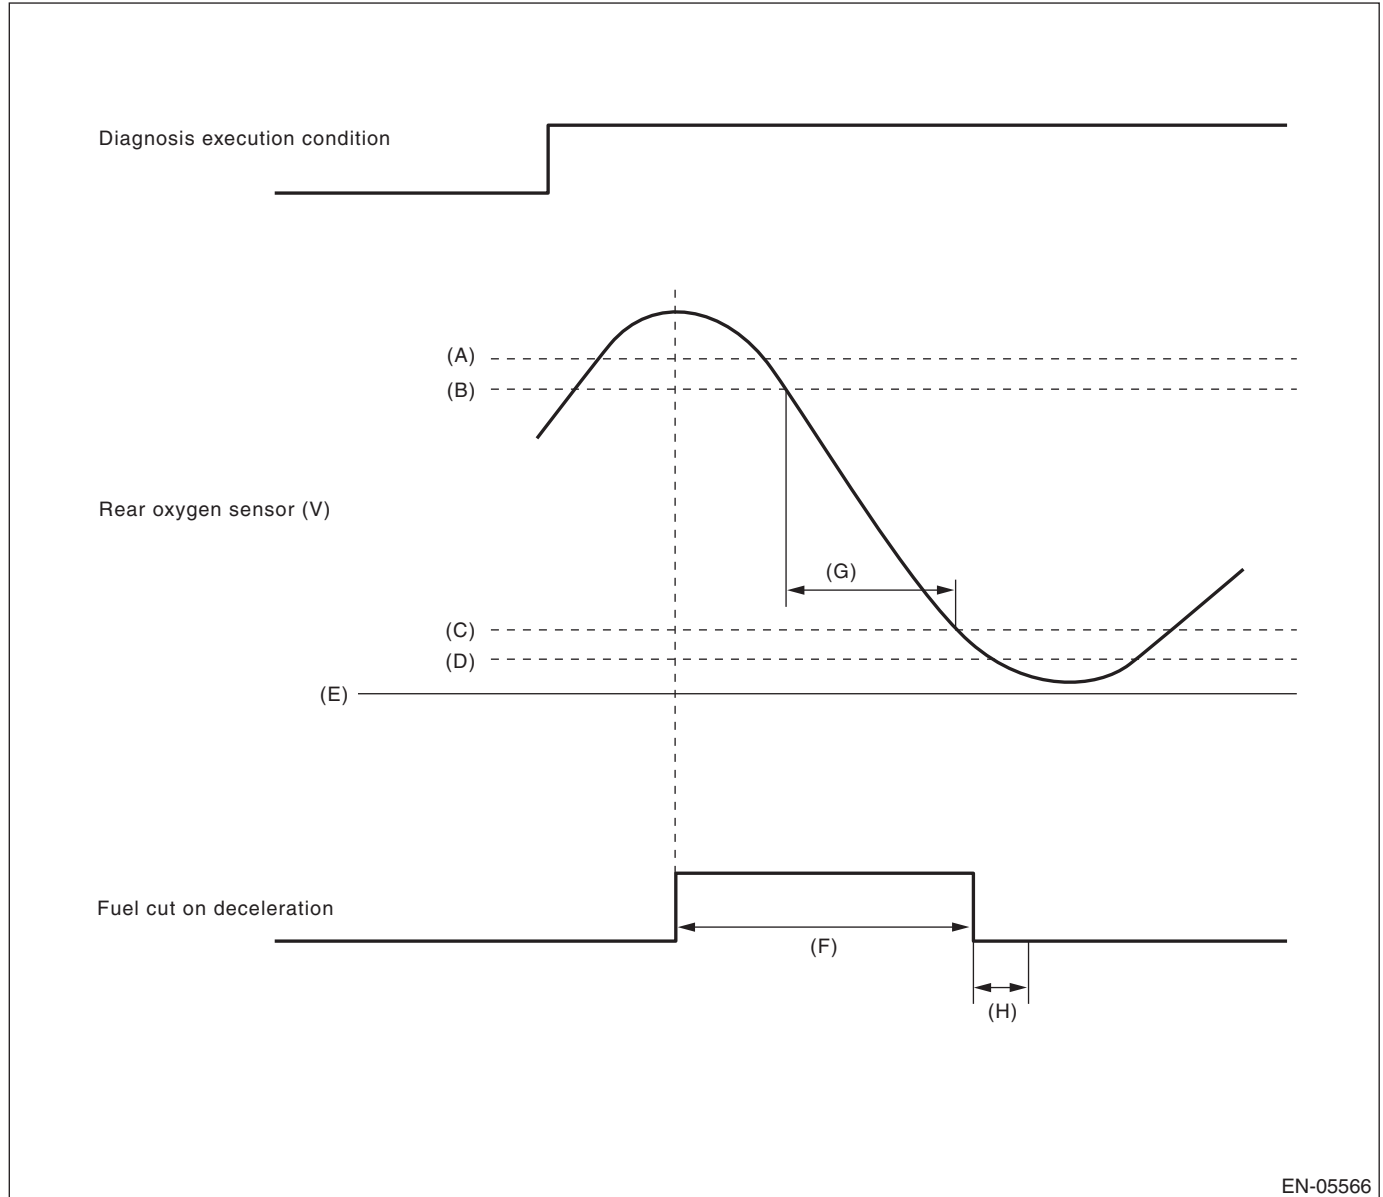 Diagnosis execution condition
(A)
(B)
Rear oxygen sensor (V)
(G)
(C)
(D)
(E)
Fuel cut on deceleration
(F)
(H)
EN-05566